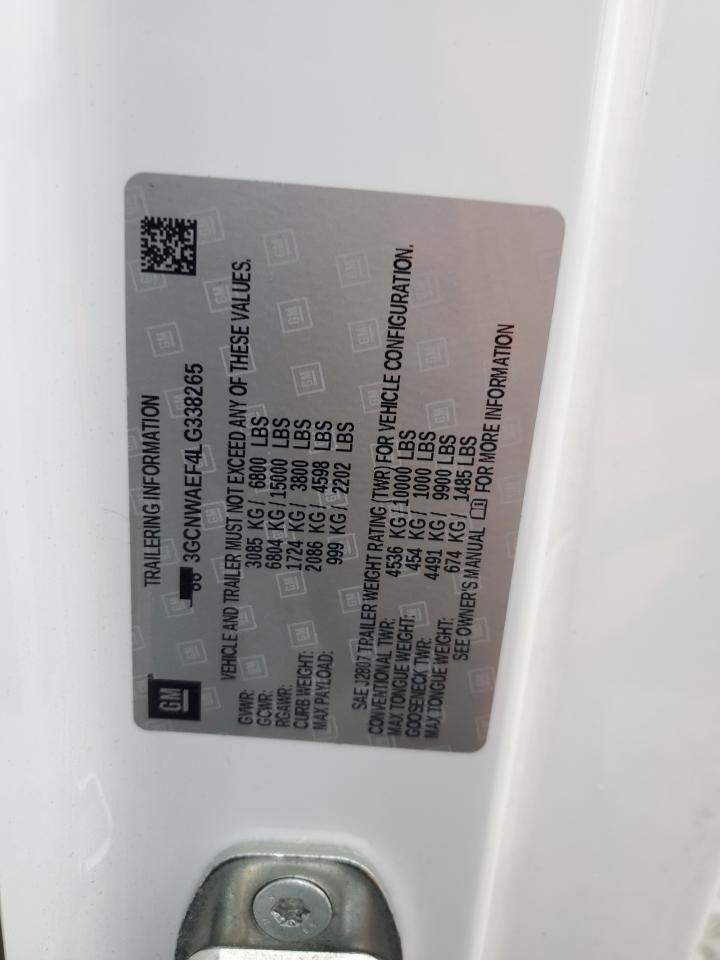 GM
TRAILERING INFORMATION
3GCNWAEF4LG338265
VEHICLE AND TRAILER MUST NOT EXCEED ANY OF THESE VALUES.
GVWR: 3085 KG / 6800 LBS
GCWR: 6804 KG / 15000 LBS
RGAWR: 1724 KG / 3800 LBS
CURB WEIGHT: 2086 KG / 4598 LBS
MAX PAYLOAD: 999 KG / 2202 LBS
SAE J2807 TRAILER WEIGHT RATING (TWR) FOR VEHICLE CONFIGURATION.
CONVENTIONAL TWR: 4536 KG / 10000 LBS
MAX TONGUE WEIGHT: 454 KG / 1000 LBS
GOOSENECK TWR: 4491 KG / 9900 LBS
MAX TONGUE WEIGHT: 674 KG / 1485 LBS
SEE OWNER'S MANUAL FOR MORE INFORMATION